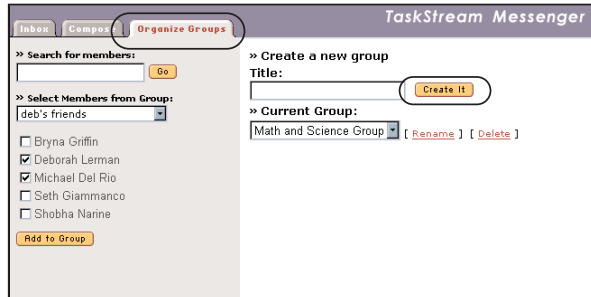 TaskStream Messenger
Inbox
Compose
Organize Groups
» Search for members:
Go
» Select Members from Group:
deb's friends
Bryna Griffin
Deborah Lerman
Michael Del Rio
Seth Giammanco
Shobha Narine
Add to Group
» Create a new group
Title:
Create It
» Current Group:
Math and Science Group [ Rename ] [ Delete ]